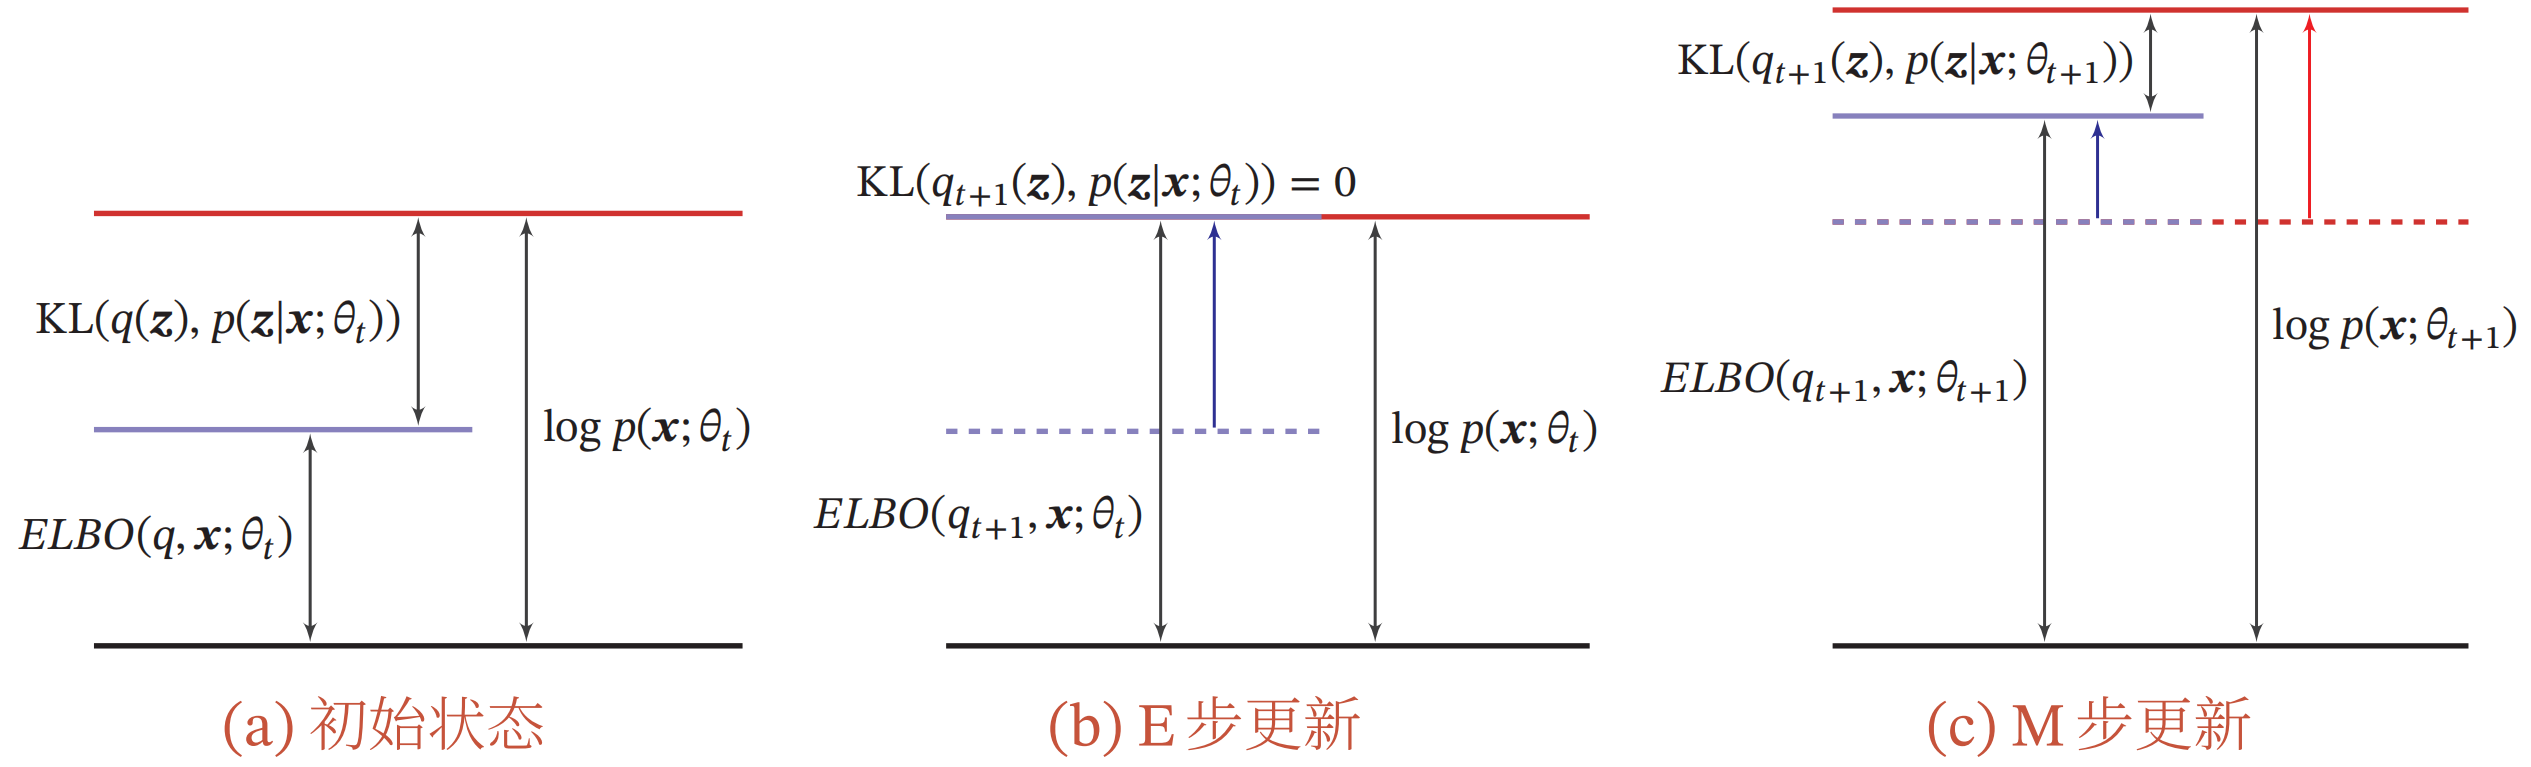 KL(q(z), p(z|x; θ_t))
ELBO(q, x; θ_t)
log p(x; θ_t)
(a) 初始状态
KL(q_{t+1}(z), p(z|x; θ_t)) = 0
ELBO(q_{t+1}, x; θ_t)
log p(x; θ_t)
(b) E 步更新
KL(q_{t+1}(z), p(z|x; θ_{t+1}))
ELBO(q_{t+1}, x; θ_{t+1})
log p(x; θ_{t+1})
(c) M 步更新